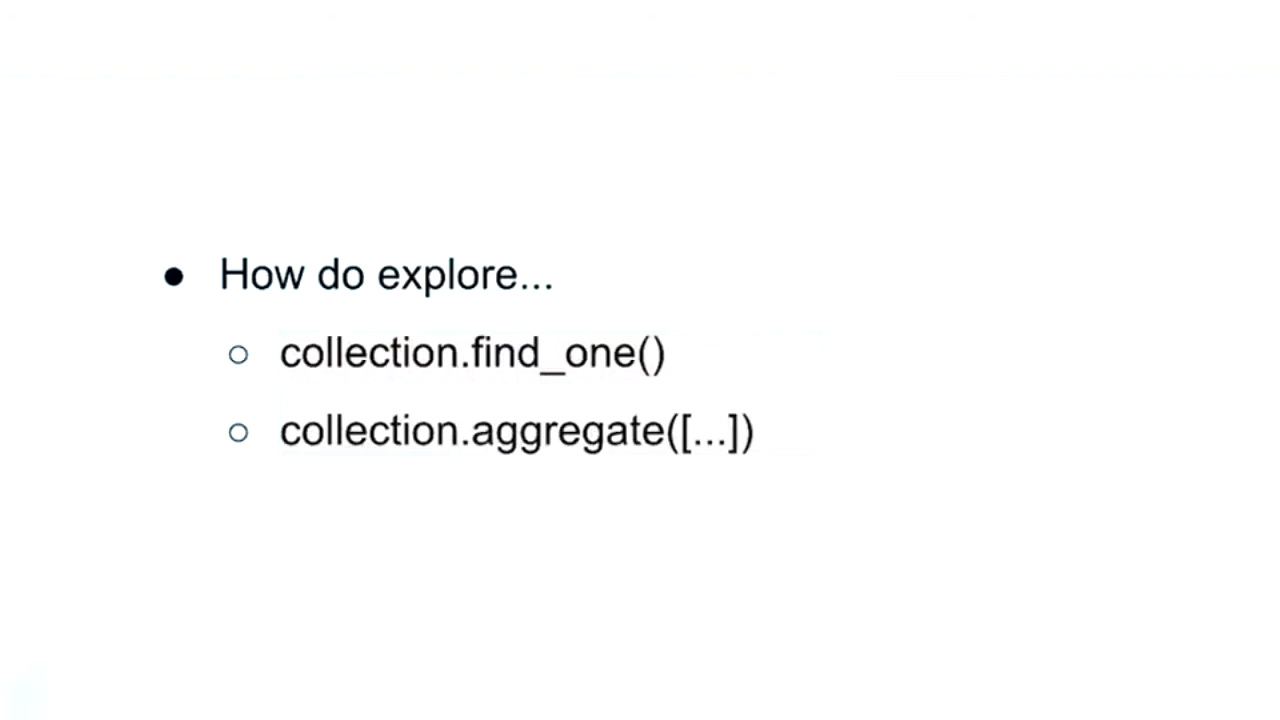 ● How do explore...
○ collection.find_one()
○ collection.aggregate([...])